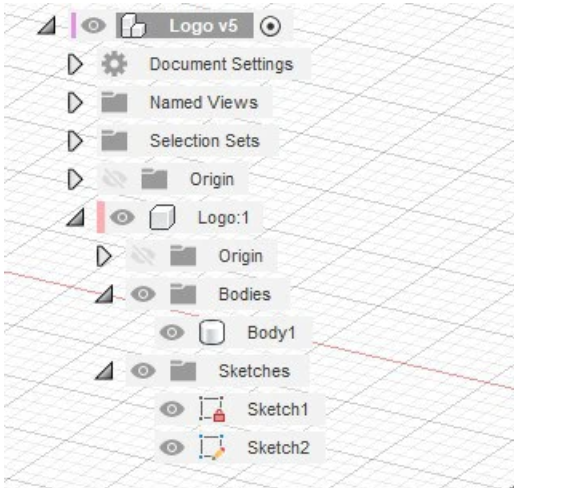 Logo v5
Document Settings
Named Views
Selection Sets
Origin
Logo:1
Origin
Bodies
Body1
Sketches
Sketch1
Sketch2